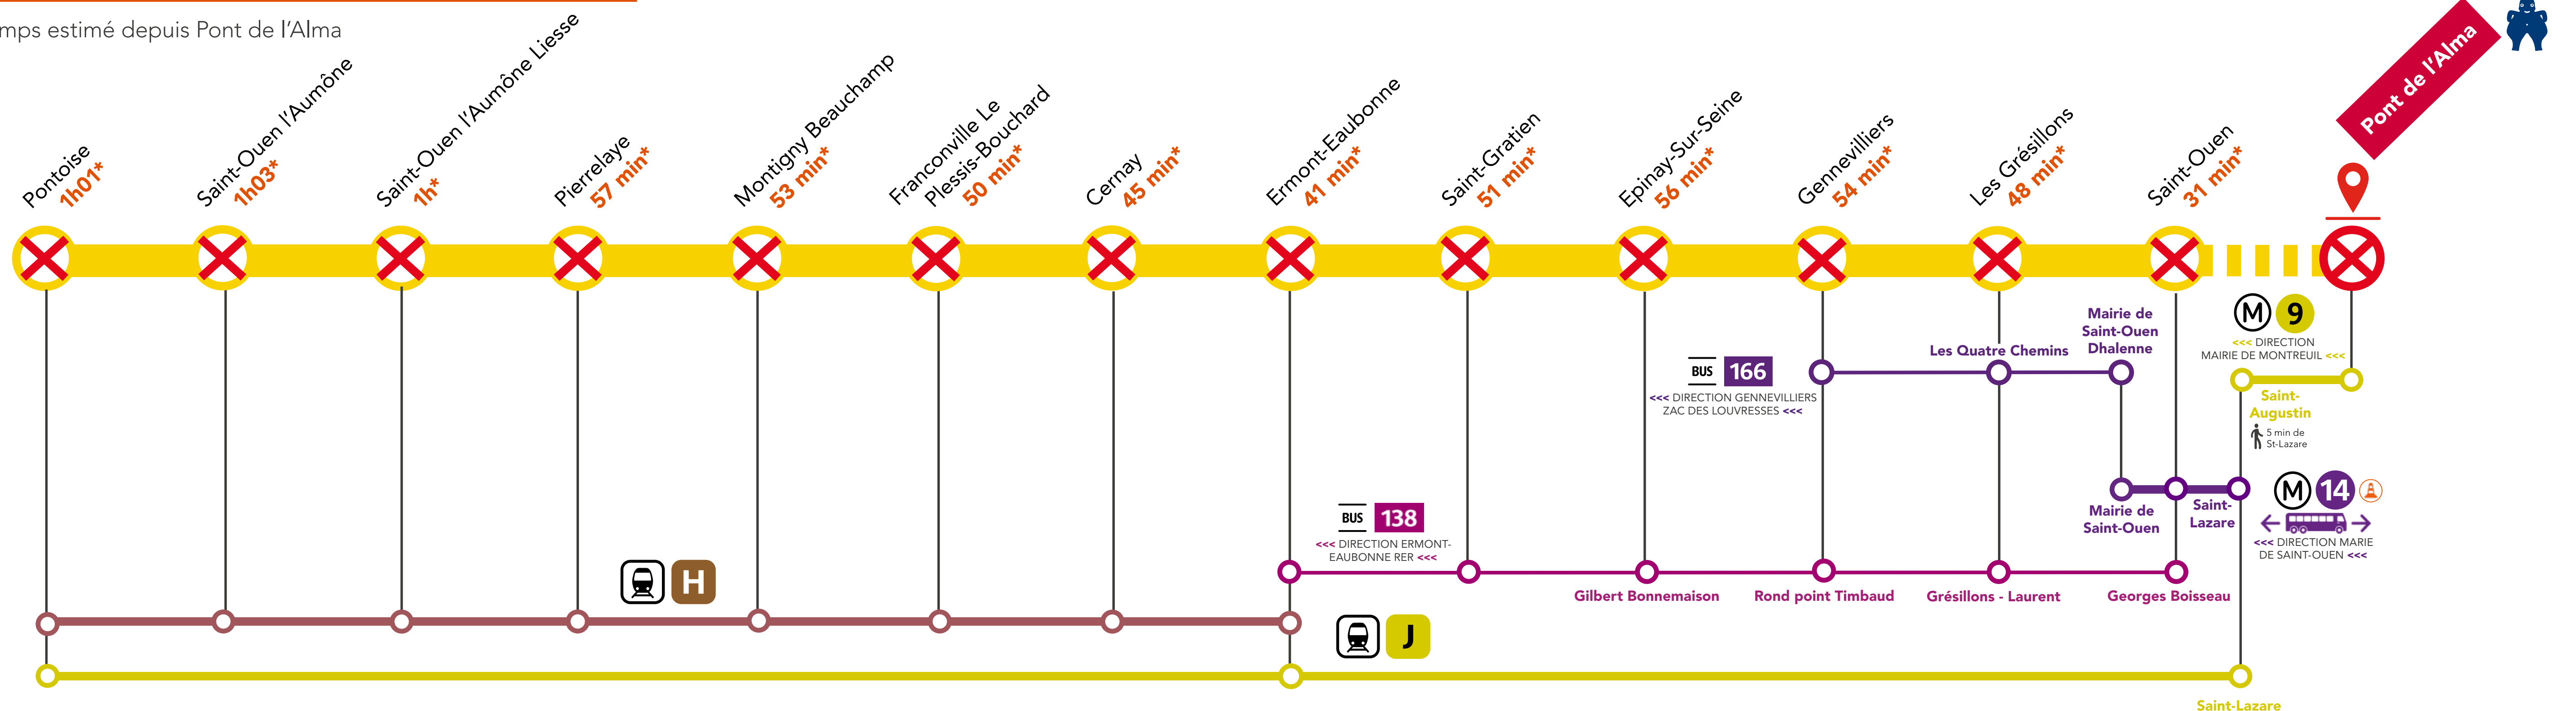 mps estimé depuis Pont de l'Alma
Pontoise
1h01*
Saint-Ouen l'Aumône
1h03*
Saint-Ouen l'Aumône Liesse
1h*
Pierrelaye
57 min*
Montigny Beauchamp
53 min*
Franconville Le
Plessis-Bouchard
50 min*
Cernay
45 min*
Ermont-Eaubonne
41 min*
Saint-Gratien
51 min*
Epinay-Sur-Seine
56 min*
Gennevilliers
54 min*
Les Grésillons
48 min*
Saint-Ouen
31 min*
Pont de l'Alma
M 9
<<< DIRECTION
MAIRIE DE MONTREUIL <<<
Saint-
Augustin
5 min de
St-Lazare
Mairie de
Saint-Ouen
Dhalenne
Les Quatre Chemins
BUS 166
<<< DIRECTION GENNEVILLIERS
ZAC DES LOUVRESSES <<<
M 14
<<< DIRECTION MARIE
DE SAINT-OUEN <<<
Mairie de
Saint-Ouen
Saint-
Lazare
BUS 138
<<< DIRECTION ERMONT-
EAUBONNE RER <<<
Gilbert Bonnemaison
Rond point Timbaud
Grésillons - Laurent
Georges Boisseau
H
J
Saint-Lazare